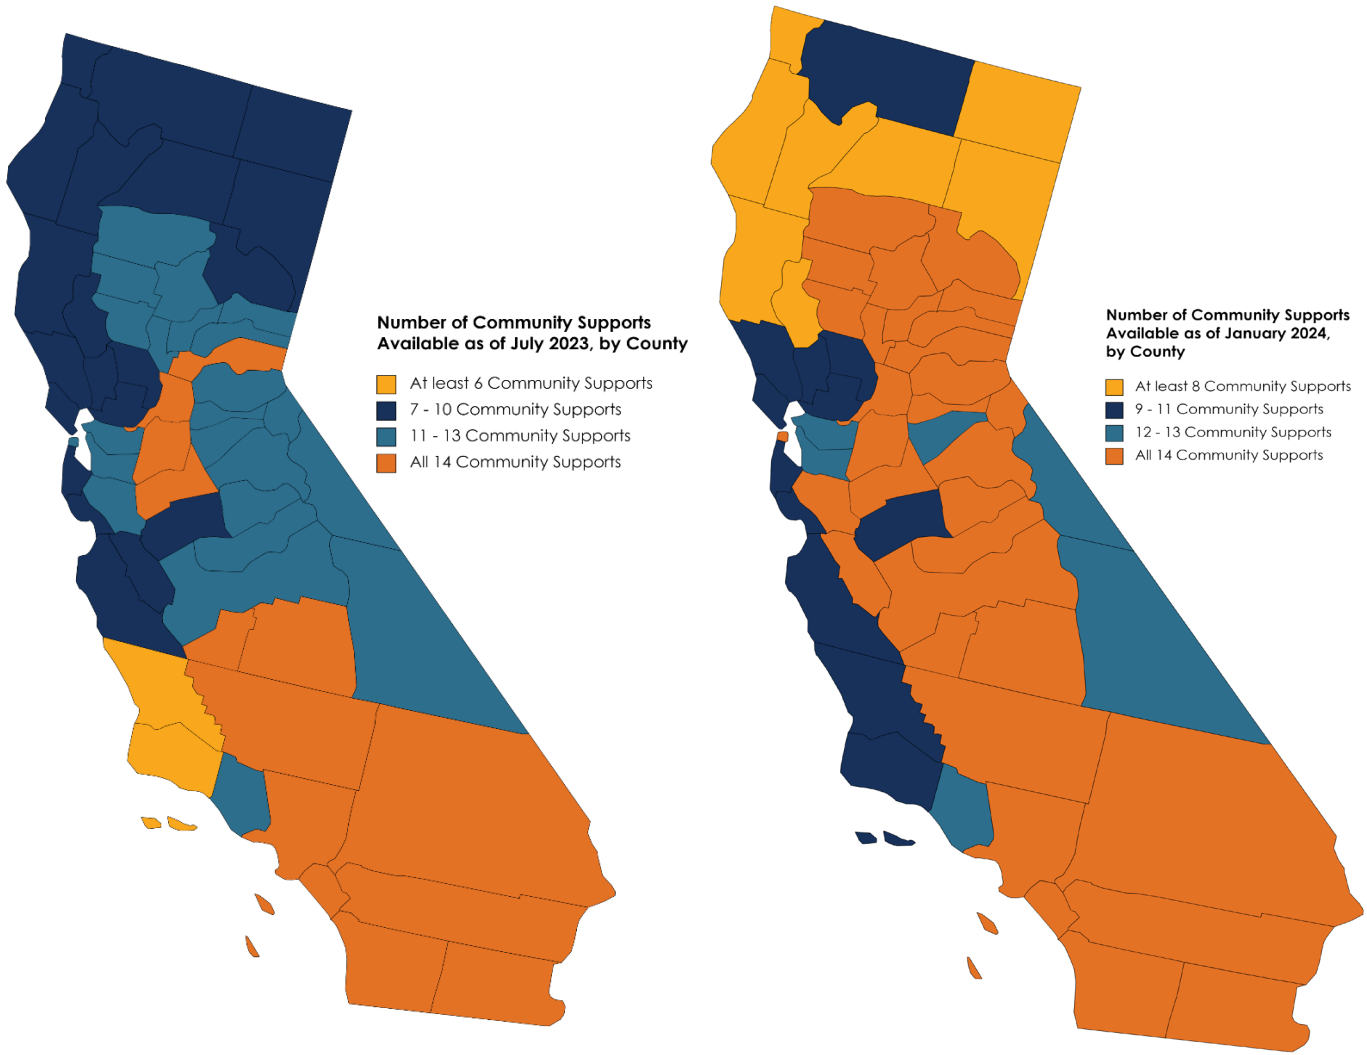 Number of Community Supports
Available as of July 2023, by County
At least 6 Community Supports
7 - 10 Community Supports
11 - 13 Community Supports
All 14 Community Supports
Number of Community Supports
Available as of January 2024,
by County
At least 8 Community Supports
9 - 11 Community Supports
12 - 13 Community Supports
All 14 Community Supports